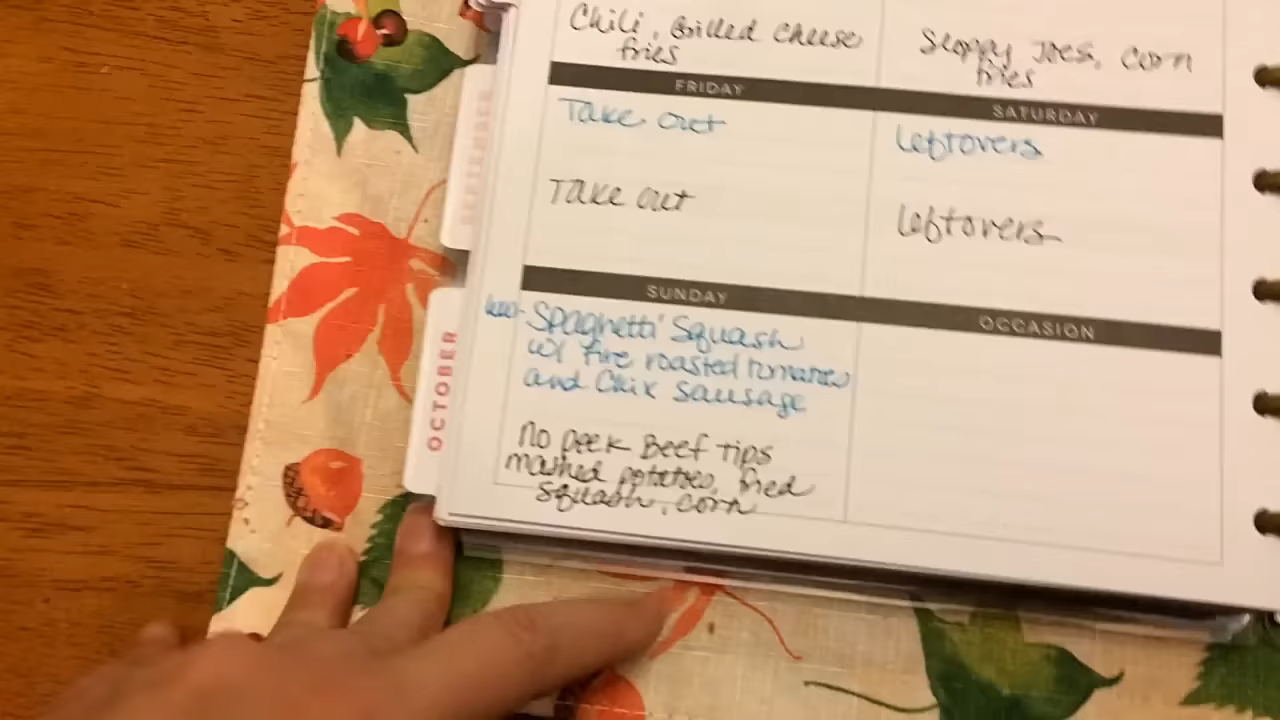 Chili, Grilled Cheese
fries
Sloppy Joes, corn
fries
FRIDAY
SATURDAY
Take out
leftovers
Take out
leftovers
SUNDAY
OCCASION
Spaghetti Squash
w/ fire roasted tomatoes
and Chix Sausage
No peek Beef tips
mashed potatoes, fried
squash, corn
SEPTEMBER
OCTOBER